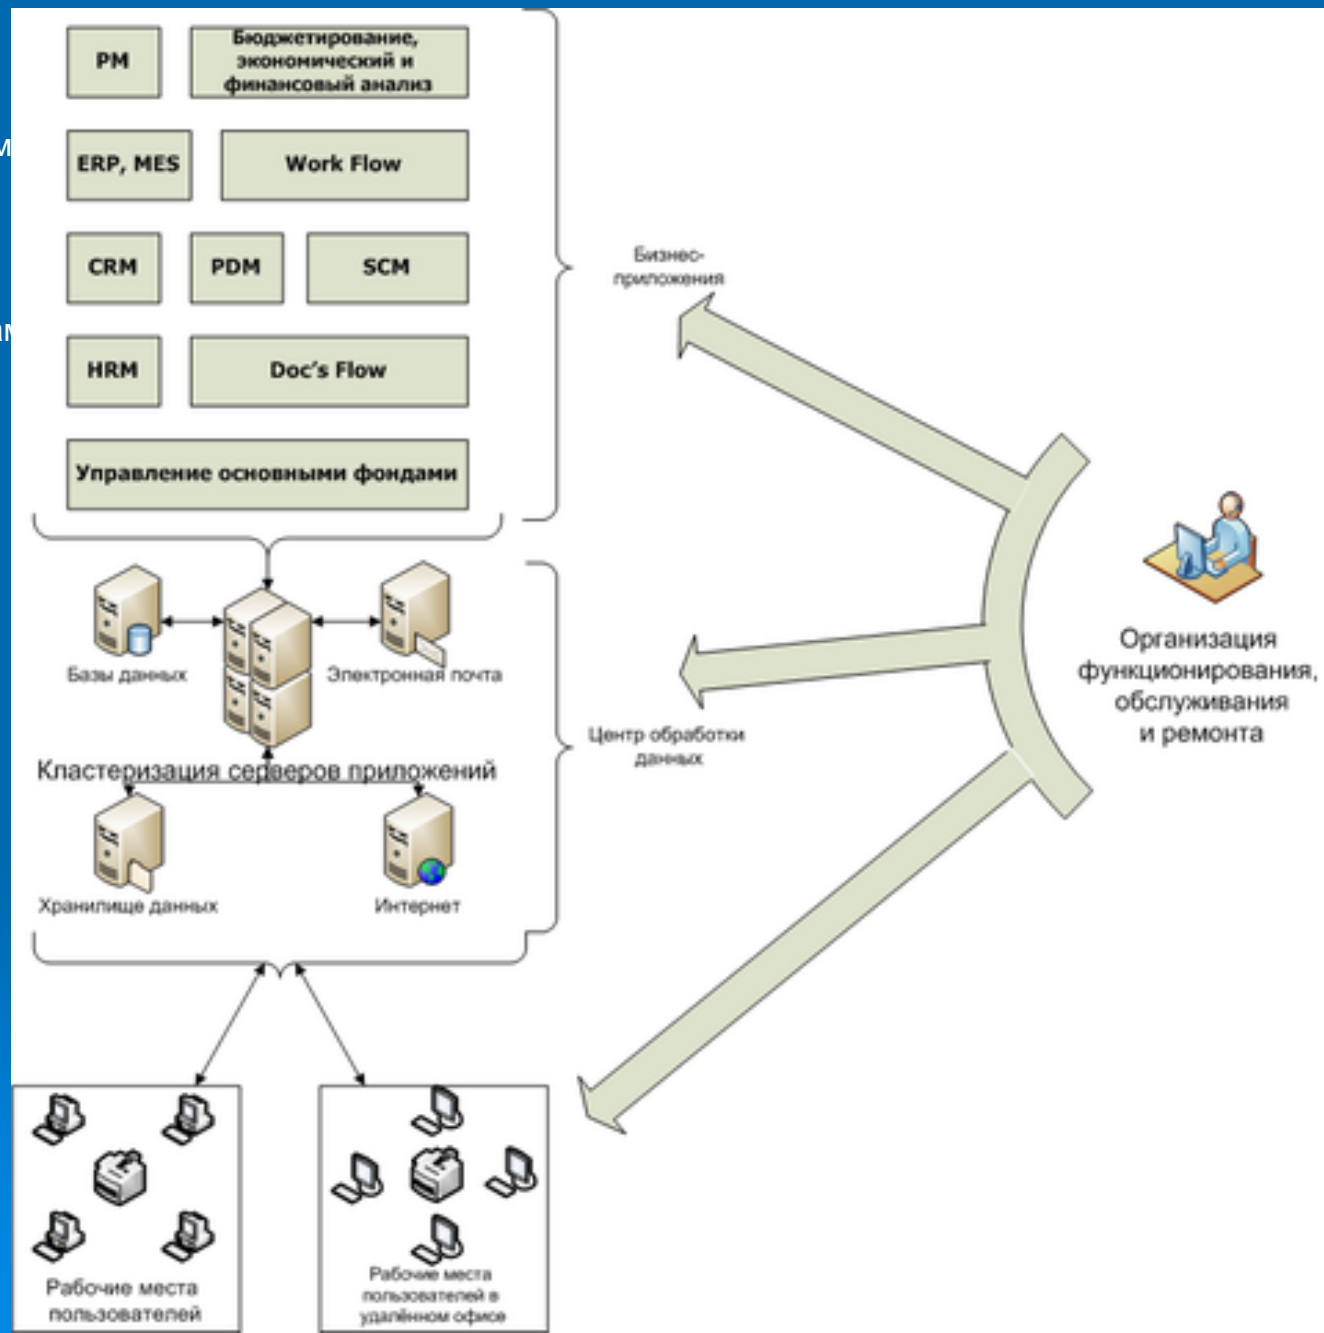 PM
Бюджетирование,
экономический и
финансовый анализ
ERP, MES
Work Flow
CRM
PDM
SCM
HRM
Doc's Flow
Управление основными фондами
Бизнес-
приложения
Базы данных
Электронная почта
Кластеризация серверов приложений
Хранилище данных
Интернет
Центр обработки
данных
Организация
функционирования,
обслуживания
и ремонта
Рабочие места
пользователей
Рабочие места
пользователей в
удалённом офисе